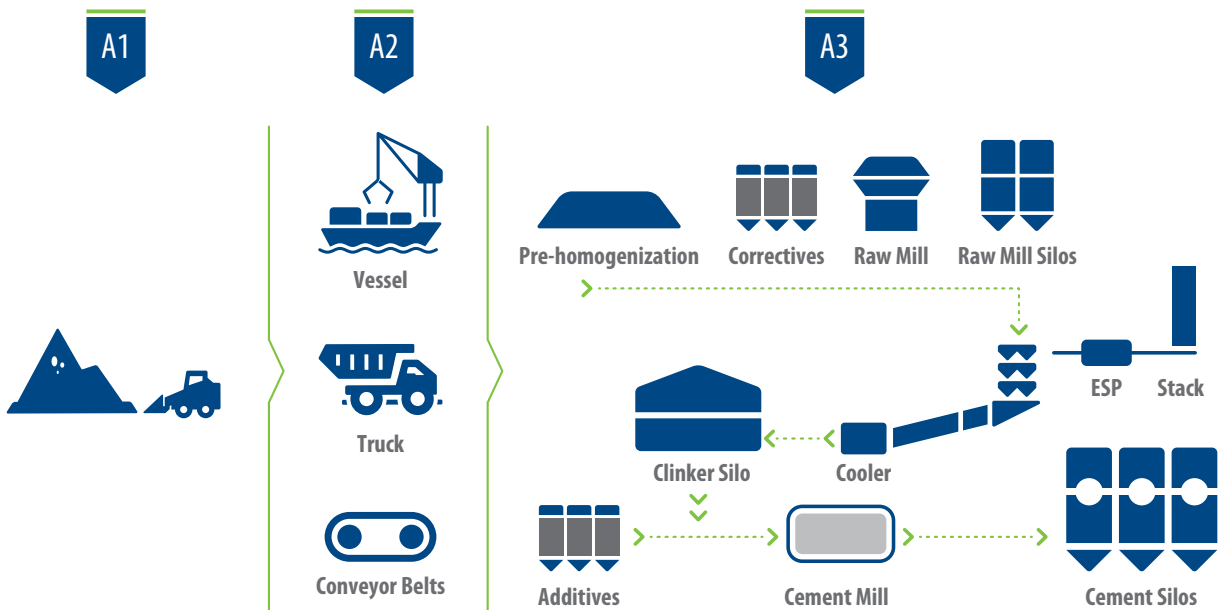 A1
A2
A3
Vessel
Truck
Conveyor Belts
Pre-homogenization
Correctives
Raw Mill
Raw Mill Silos
ESP
Stack
Clinker Silo
Cooler
Additives
Cement Mill
Cement Silos